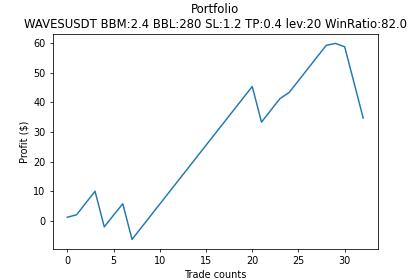 Portfolio
WAVESUSDT BBM:2.4 BBL:280 SL:1.2 TP:0.4 lev:20 WinRatio:82.0
60
50
40
30
20
10
0
Profit ($)
0 5 10 15 20 25 30
Trade counts